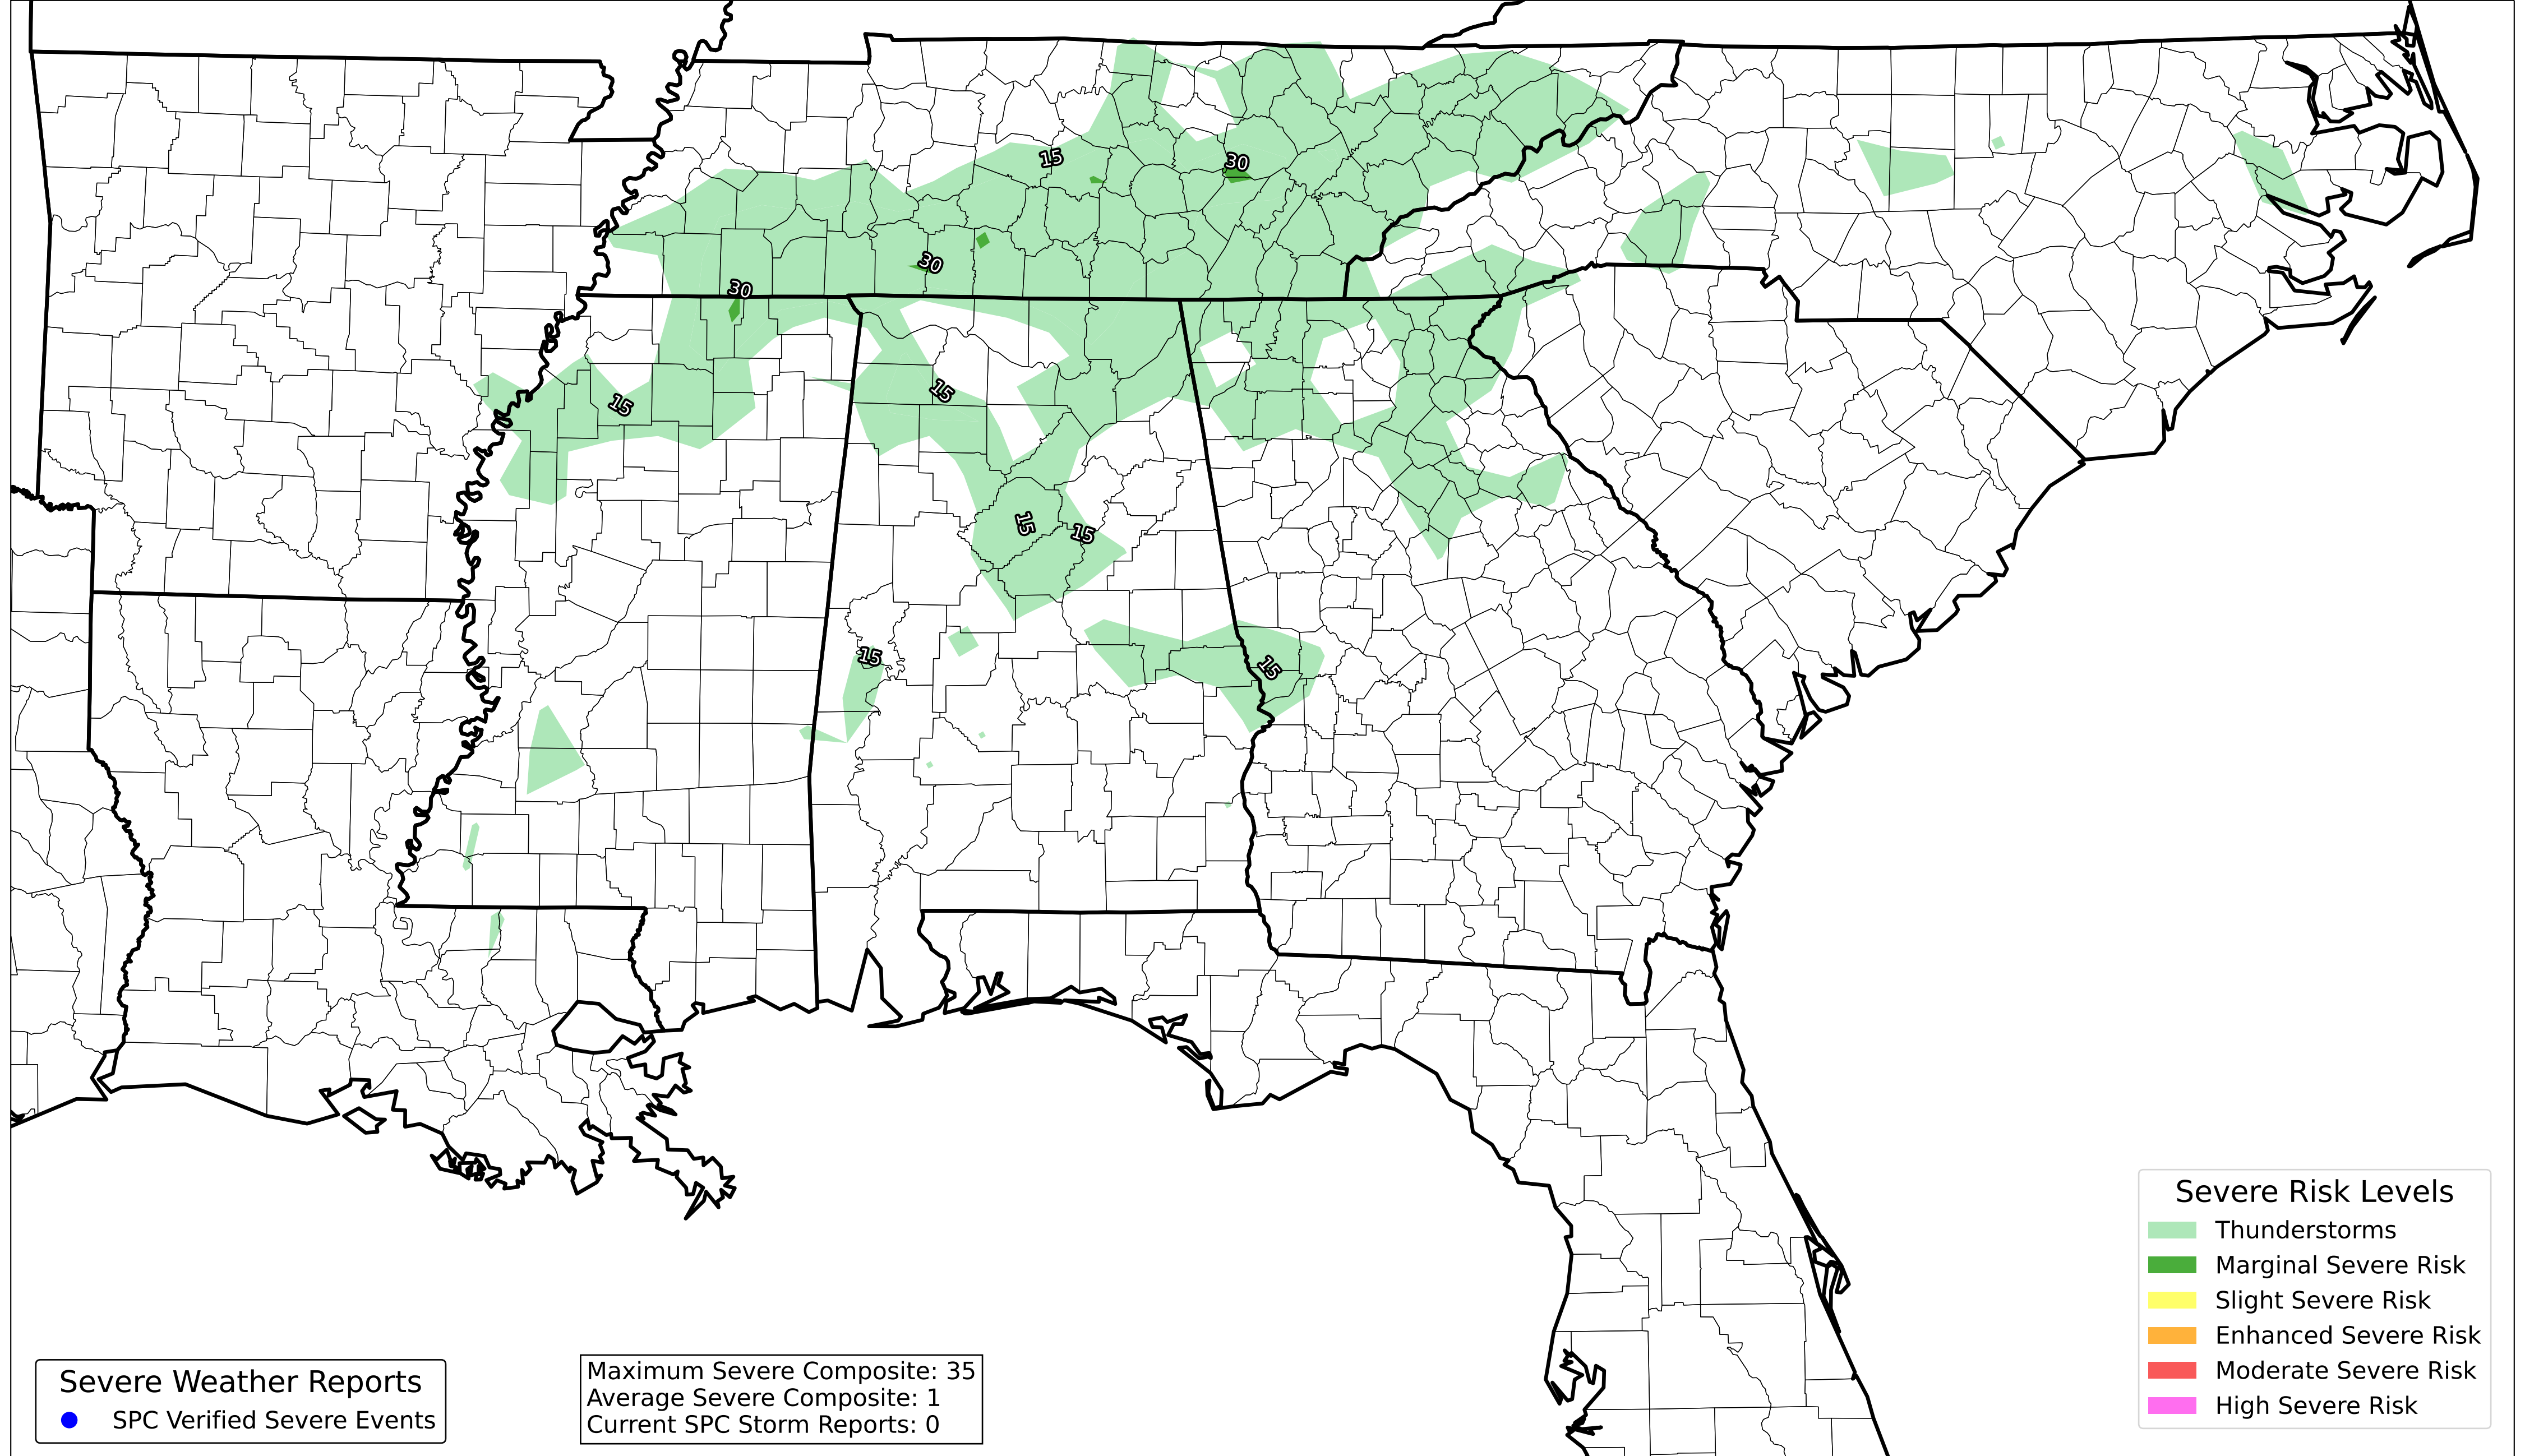 15
30
30
30
15
15
15
15
15
15
Severe Risk Levels
Thunderstorms
Marginal Severe Risk
Slight Severe Risk
Enhanced Severe Risk
Moderate Severe Risk
High Severe Risk
Severe Weather Reports
SPC Verified Severe Events
Maximum Severe Composite: 35
Average Severe Composite: 1
Current SPC Storm Reports: 0